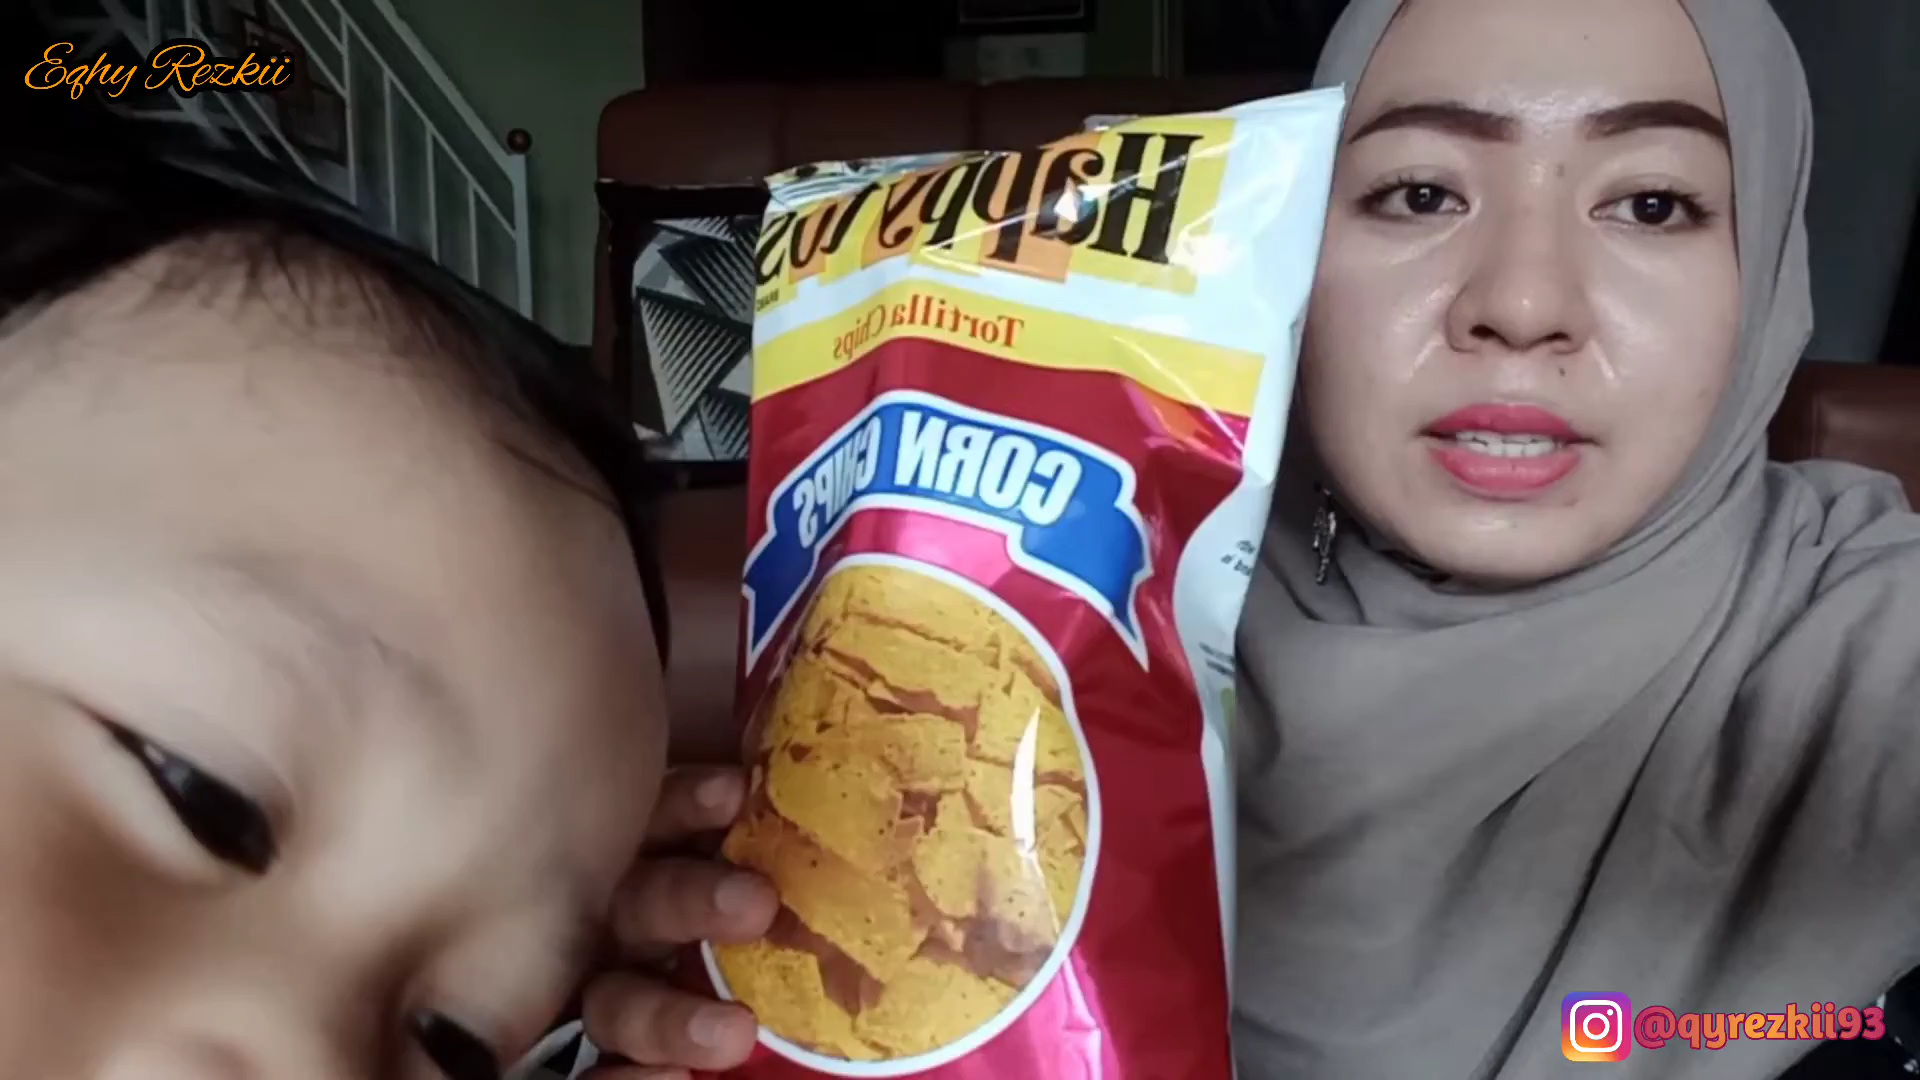 Eqhy Rezkii
Happy tos
Tortilla Chips
CORN CHIPS
@qyrezkii93